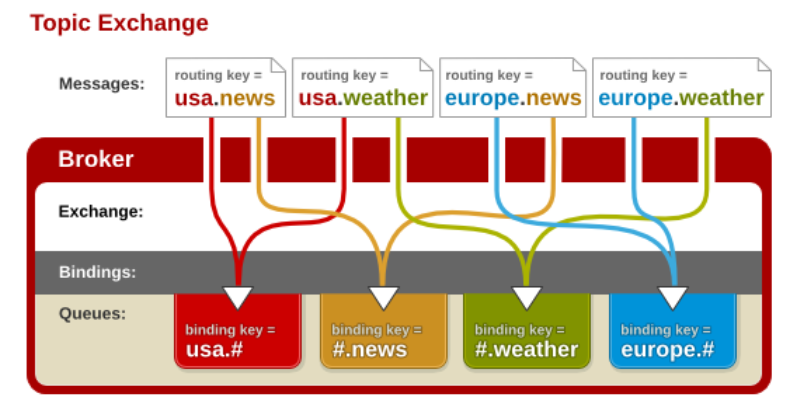 Topic Exchange
Messages:
routing key =
usa.news
routing key =
usa.weather
routing key =
europe.news
routing key =
europe.weather
Broker
Exchange:
Bindings:
Queues:
binding key =
usa.#
binding key =
#.news
binding key =
#.weather
binding key =
europe.#